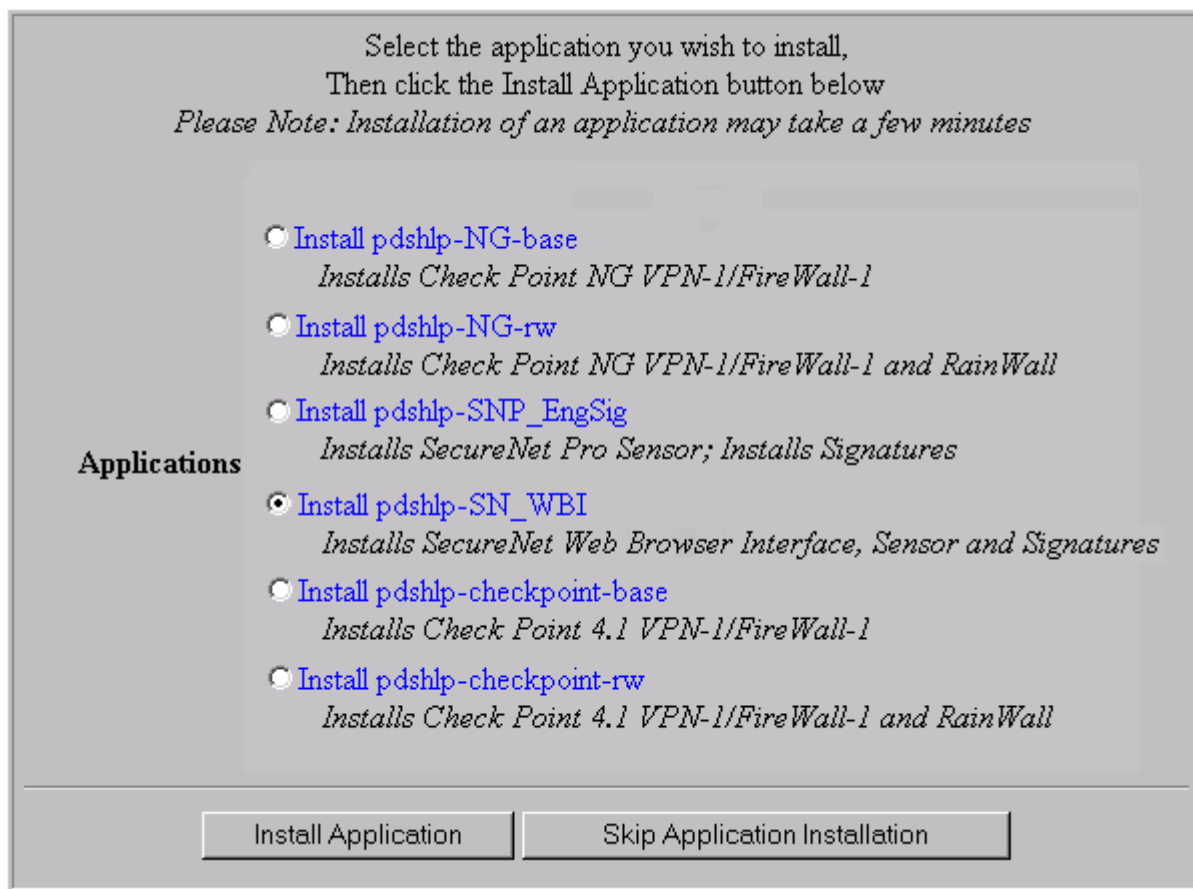 Select the application you wish to install,
Then click the Install Application button below
Please Note: Installation of an application may take a few minutes
Install pdshlp-NG-base
Installs Check Point NG VPN-1/FireWall-1
Install pdshlp-NG-rw
Installs Check Point NG VPN-1/FireWall-1 and RainWall
Install pdshlp-SNP_EngSig
Installs SecureNet Pro Sensor; Installs Signatures
Applications
Install pdshlp-SN_WBI
Installs SecureNet Web Browser Interface, Sensor and Signatures
Install pdshlp-checkpoint-base
Installs Check Point 4.1 VPN-1/FireWall-1
Install pdshlp-checkpoint-rw
Installs Check Point 4.1 VPN-1/FireWall-1 and RainWall
Install Application
Skip Application Installation